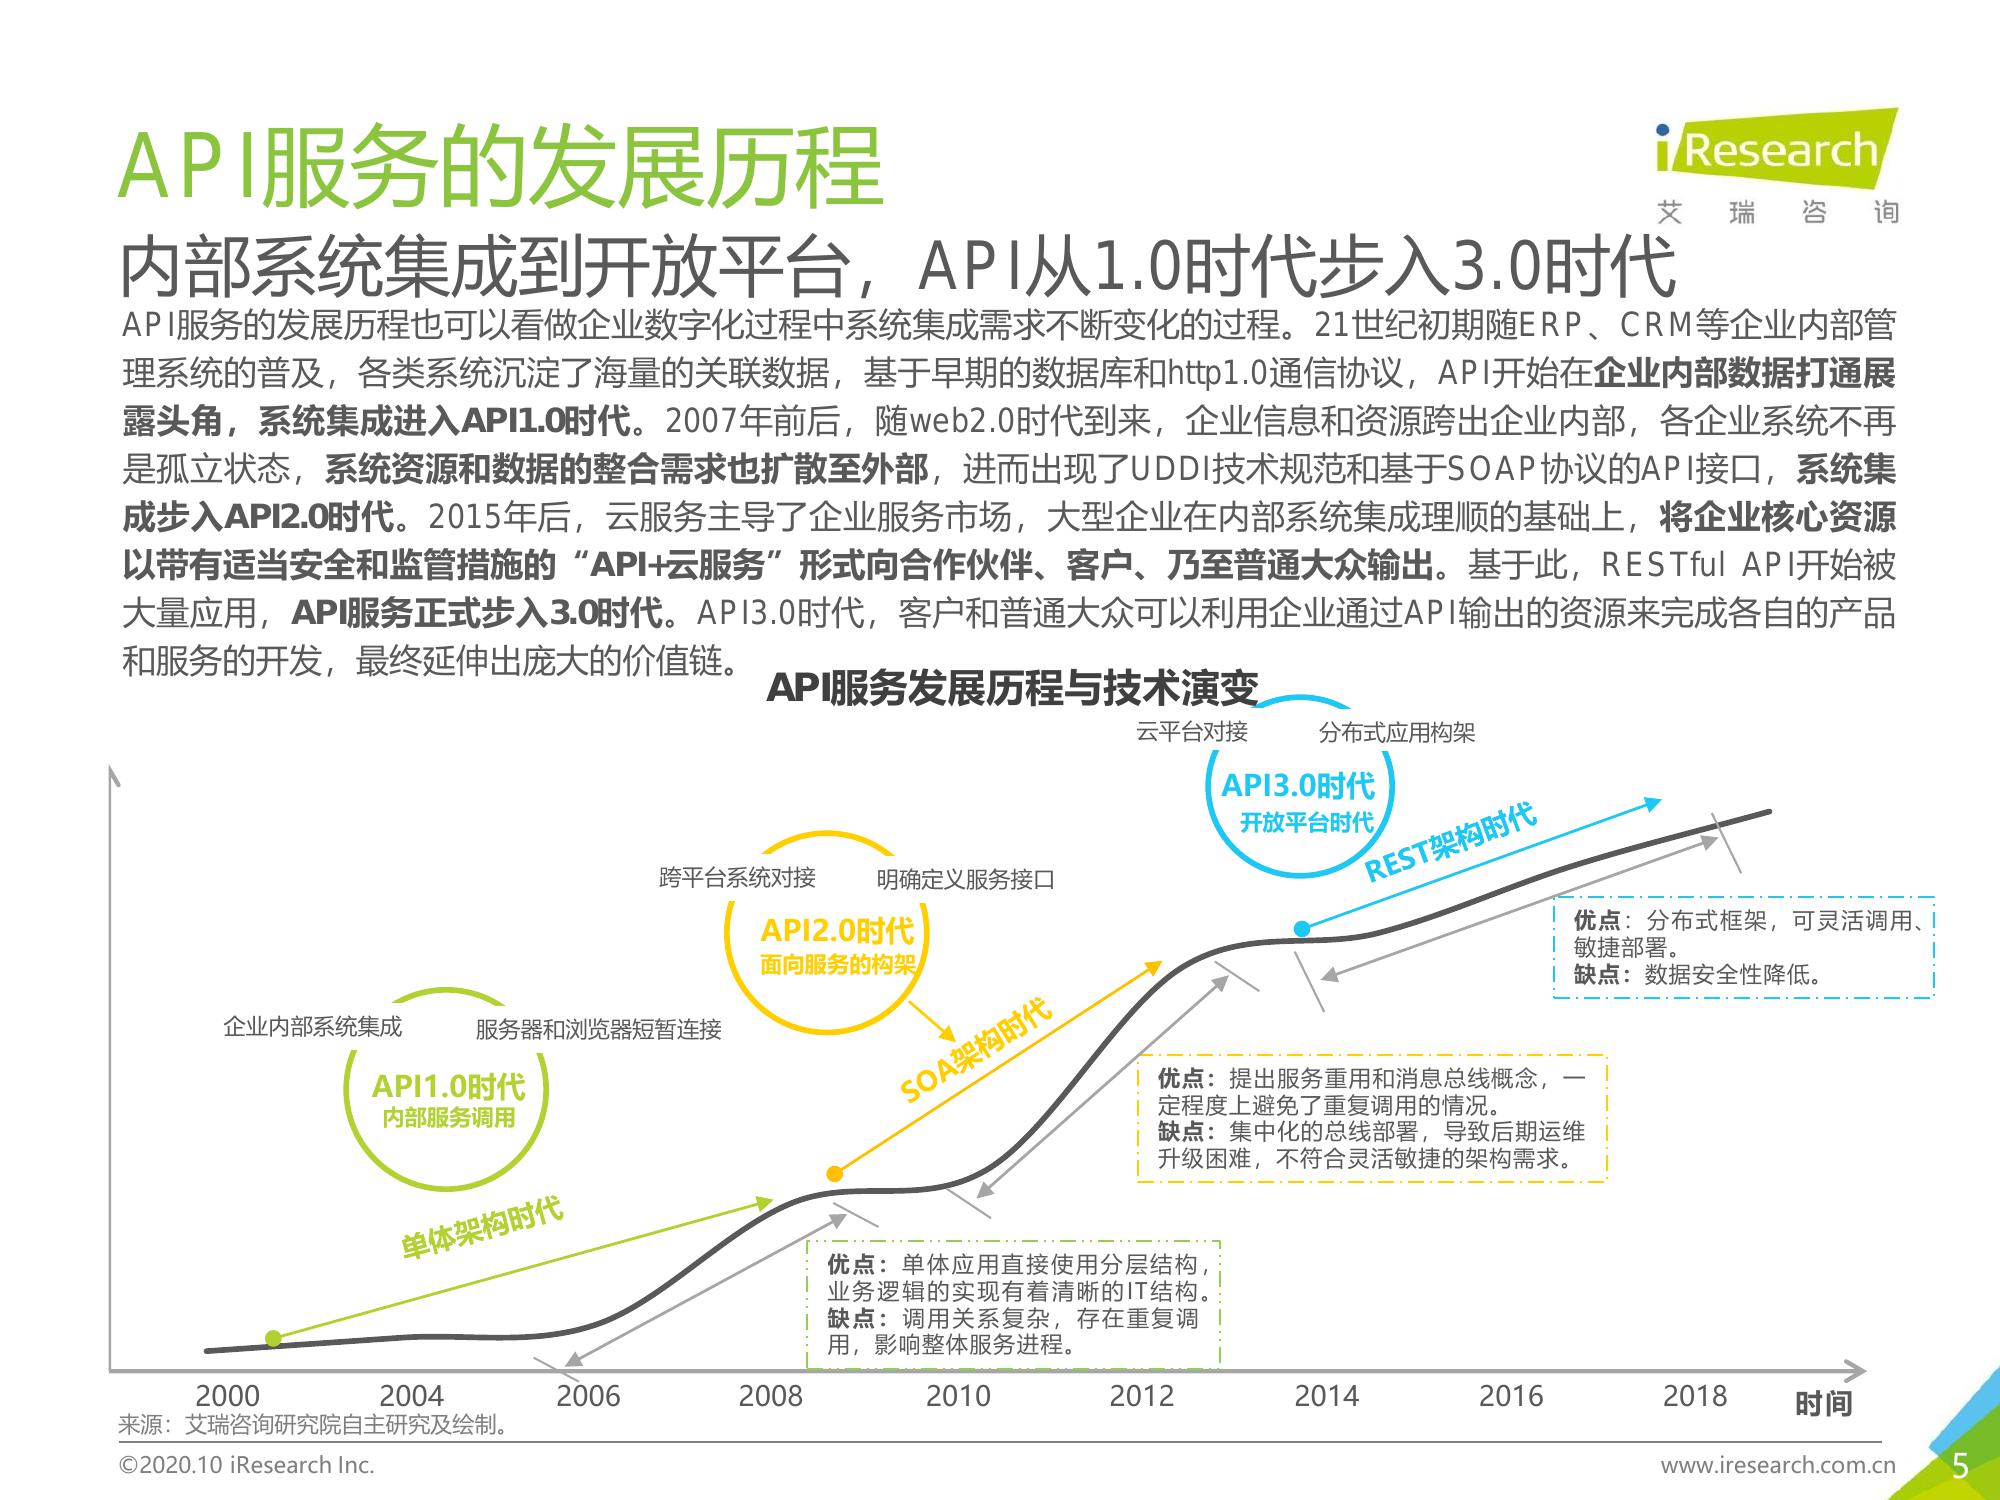 API服务的发展历程
iResearch
艾瑞咨询
内部系统集成到开放平台，API从1.0时代步入3.0时代
API服务的发展历程也可以看做企业数字化过程中系统集成需求不断变化的过程。21世纪初期随ERP、CRM等企业内部管
理系统的普及，各类系统沉淀了海量的关联数据，基于早期的数据库和http1.0通信协议，API开始在企业内部数据打通展
露头角，系统集成进入API1.0时代。2007年前后，随web2.0时代到来，企业信息和资源跨出企业内部，各企业系统不再
是孤立状态，系统资源和数据的整合需求也扩散至外部，进而出现了UDDI技术规范和基于SOAP协议的API接口，系统集
成步入API2.0时代。2015年后，云服务主导了企业服务市场，大型企业在内部系统集成理顺的基础上，将企业核心资源
以带有适当安全和监管措施的“API+云服务”形式向合作伙伴、客户、乃至普通大众输出。基于此，RESTful API开始被
大量应用，API服务正式步入3.0时代。API3.0时代，客户和普通大众可以利用企业通过API输出的资源来完成各自的产品
和服务的开发，最终延伸出庞大的价值链。
API服务发展历程与技术演变
云平台对接
分布式应用构架
API3.0时代
开放平台时代
REST架构时代
跨平台系统对接
明确定义服务接口
API2.0时代
面向服务的构架
SOA架构时代
优点：分布式框架，可灵活调用、
敏捷部署。
缺点：数据安全性降低。
企业内部系统集成
服务器和浏览器短暂连接
API1.0时代
内部服务调用
单体架构时代
优点：提出服务重用和消息总线概念，一
定程度上避免了重复调用的情况。
缺点：集中化的总线部署，导致后期运维
升级困难，不符合灵活敏捷的架构需求。
优点：单体应用直接使用分层结构，
业务逻辑的实现有着清晰的IT结构。
缺点：调用关系复杂，存在重复调
用，影响整体服务进程。
2000 2004 2006 2008 2010 2012 2014 2016 2018 时间
来源：艾瑞咨询研究院自主研究及绘制。
©2020.10 iResearch Inc.
www.iresearch.com.cn
5